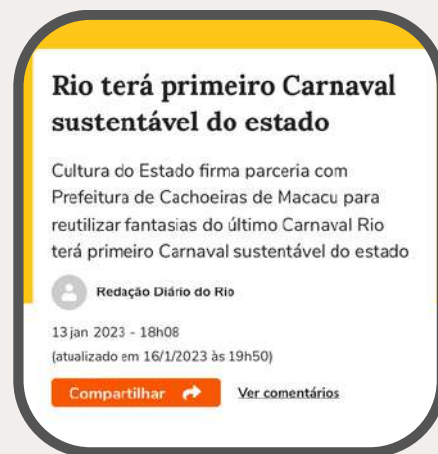 Rio terá primeiro Carnaval
sustentável do estado
Cultura do Estado firma parceria com
Prefeitura de Cachoeiras de Macacu para
reutilizar fantasias do último Carnaval Rio
terá primeiro Carnaval sustentável do estado
Redação Diário do Rio
13 jan 2023 - 18h08
(atualizado em 16/1/2023 às 19h50)
Compartilhar
Ver comentários